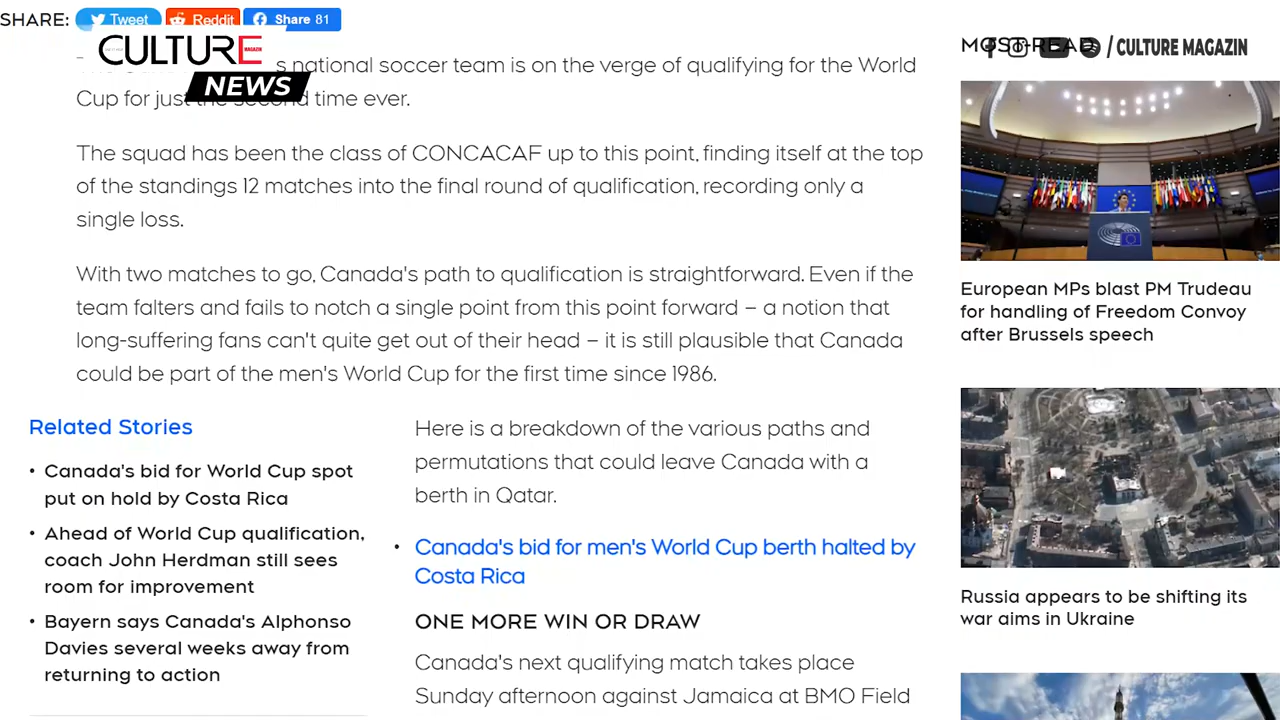 SHARE: Tweet Reddit Share 81
CULTURE
MAGAZIN
NEWS
/ CULTURE MAGAZIN
MOST-READ
s national soccer team is on the verge of qualifying for the World
Cup for just the second time ever.
The squad has been the class of CONCACAF up to this point, finding itself at the top
of the standings 12 matches into the final round of qualification, recording only a
single loss.
With two matches to go, Canada's path to qualification is straightforward. Even if the
team falters and fails to notch a single point from this point forward – a notion that
long-suffering fans can't quite get out of their head – it is still plausible that Canada
could be part of the men's World Cup for the first time since 1986.
Related Stories
• Canada's bid for World Cup spot
put on hold by Costa Rica
• Ahead of World Cup qualification,
coach John Herdman still sees
room for improvement
• Bayern says Canada's Alphonso
Davies several weeks away from
returning to action
Here is a breakdown of the various paths and
permutations that could leave Canada with a
berth in Qatar.
• Canada's bid for men's World Cup berth halted by
Costa Rica
ONE MORE WIN OR DRAW
Canada's next qualifying match takes place
Sunday afternoon against Jamaica at BMO Field
European MPs blast PM Trudeau
for handling of Freedom Convoy
after Brussels speech
Russia appears to be shifting its
war aims in Ukraine